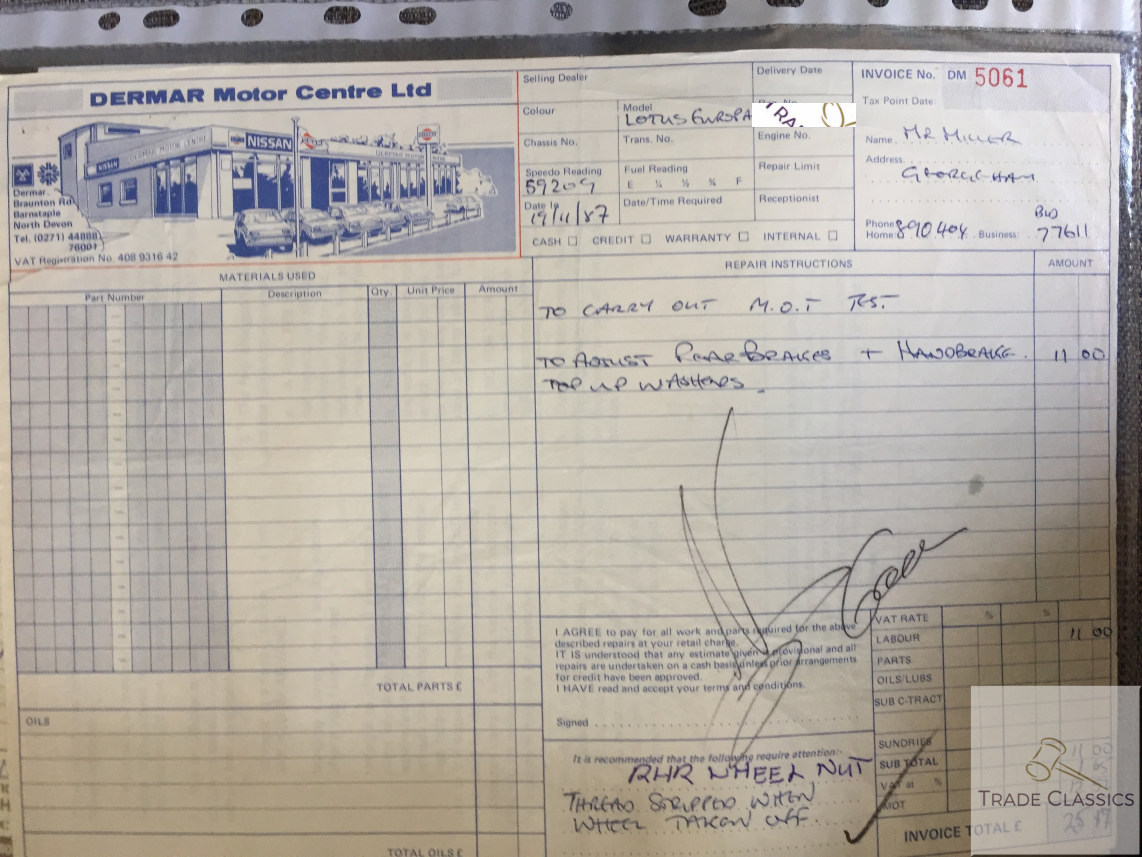 DERMAR Motor Centre Ltd
NISSAN
DERMAR MOTOR CENTRE
NISSAN
Dermar
Braunton Rd.
Barnstaple
North Devon
Tel. (0271) 44888
76001
VAT Registration No. 408 9316 42
Selling Dealer
Delivery Date
Colour
Model
LOTUS EUROPA
Chassis No.
Trans. No.
Engine No.
Speedo Reading
59209
Fuel Reading
E ¼ ½ ¾ F
Repair Limit
Date In
19/11/87
Date/Time Required
Receptionist
CASH CREDIT WARRANTY INTERNAL
INVOICE No. DM 5061
Tax Point Date
Name MR MILLER
Address
GEORGEHAM
Phone
Home 890404 Business: 77611
MATERIALS USED
Part Number Description Qty. Unit Price Amount
REPAIR INSTRUCTIONS AMOUNT
TO CARRY OUT M.O.T TEST
TO ADJUST REAR BRAKES + HANDBRAKE. 11 00
TOP UP WASHERS.
TOTAL PARTS £
OILS
TOTAL OILS £
I AGREE to pay for all work and parts required for the above
described repairs at your retail charge.
IT IS understood that any estimate given is provisional and all
repairs are undertaken on a cash basis unless prior arrangements
for credit have been approved.
I HAVE read and accept your terms and conditions.
Signed
It is recommended that the following require attention:-
RHR WHEEL NUT
THREAD STRIPPED WHEN
WHEEL TAKEN OFF.
VAT RATE % %
LABOUR 11 00
PARTS
OILS/LUBS
SUB C-TRACT
SUNDRIES
SUB TOTAL 11 00
VAT at %
MOT
INVOICE TOTAL £
TRADE CLASSICS